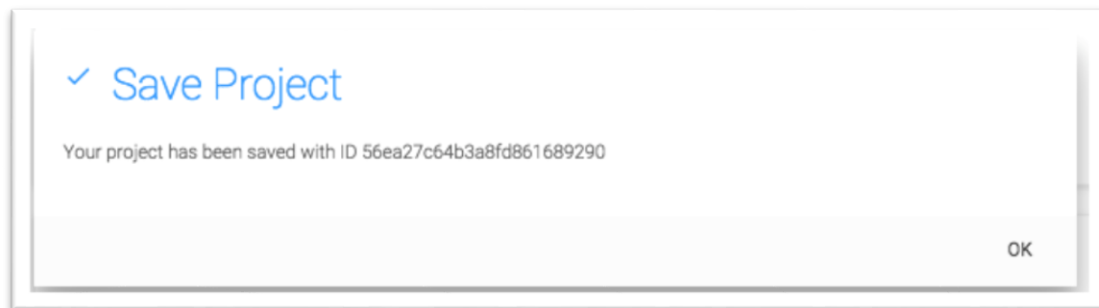 Save Project
Your project has been saved with ID 56ea27c64b3a8fd861689290
OK